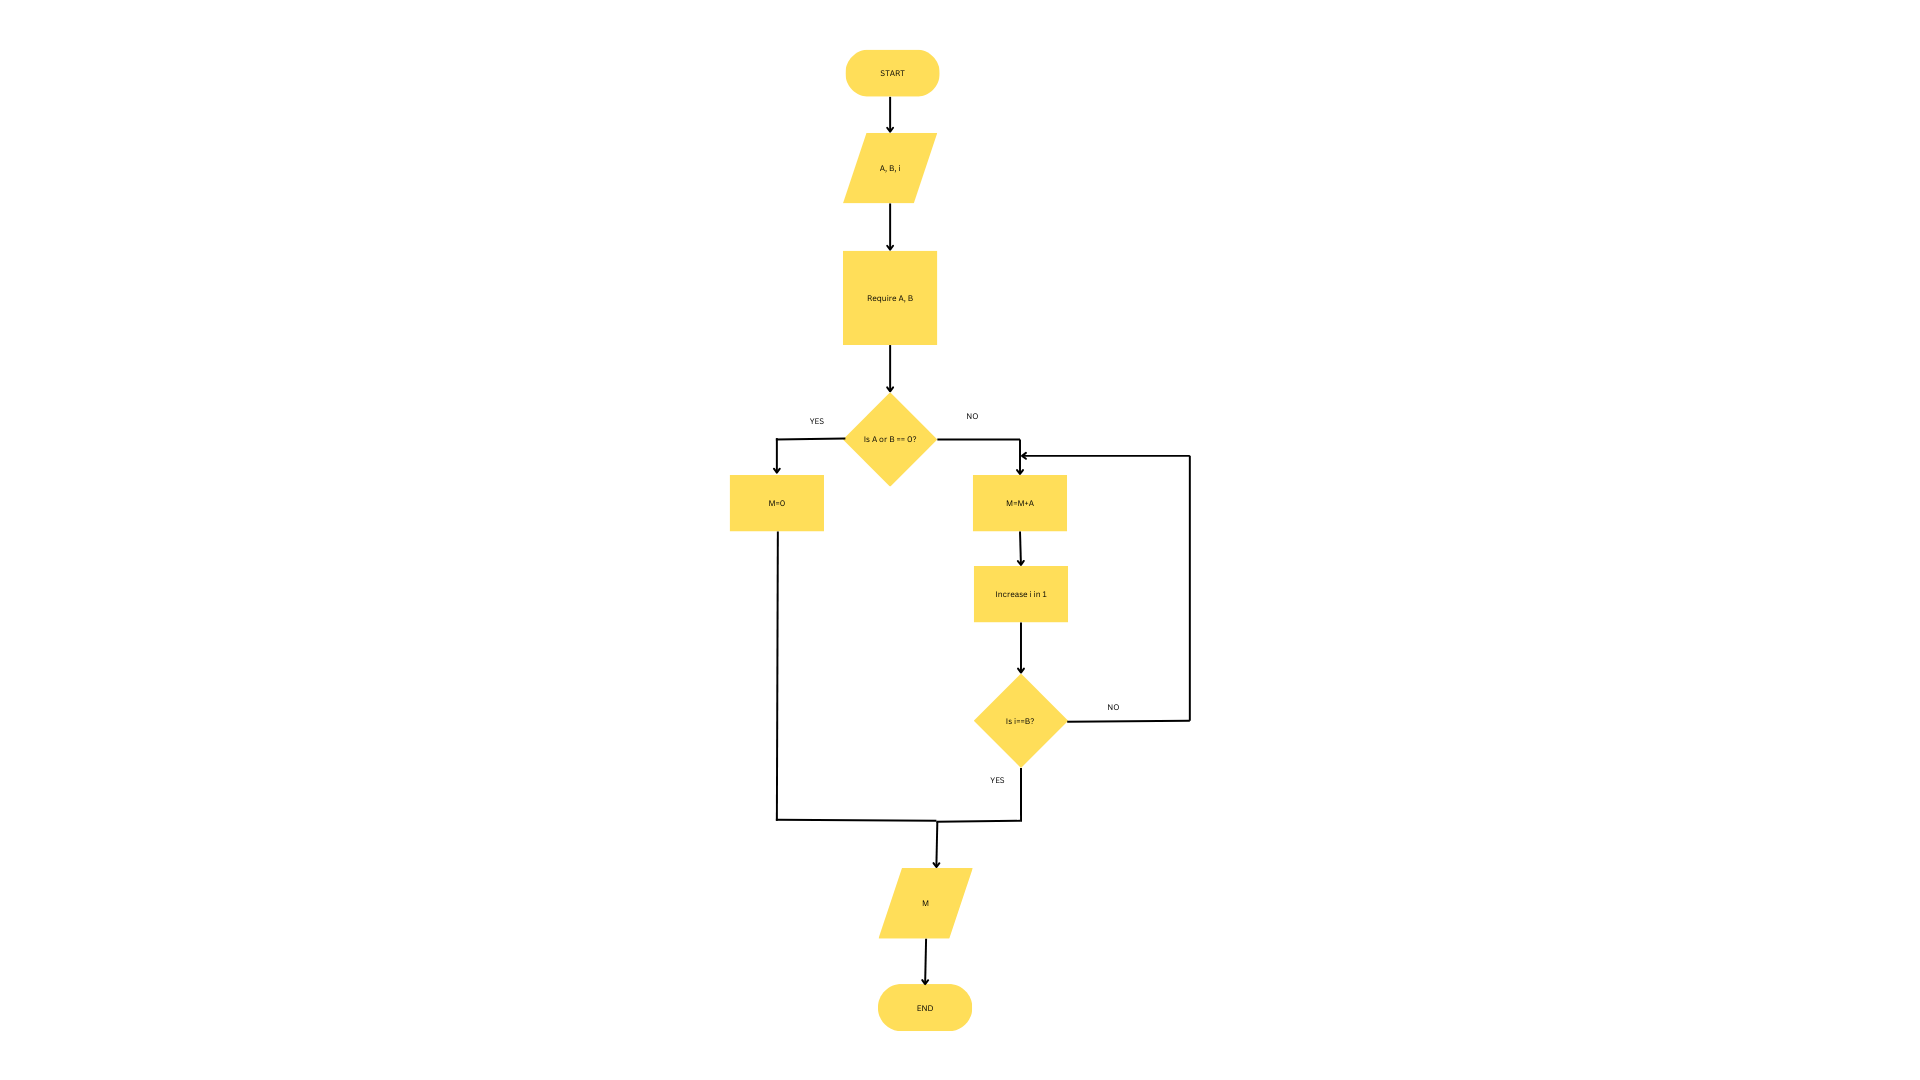 START
A, B, i
Require A, B
Is A or B == 0?
YES
NO
M=0
M=M+A
Increase i in 1
Is i==B?
NO
YES
M
END